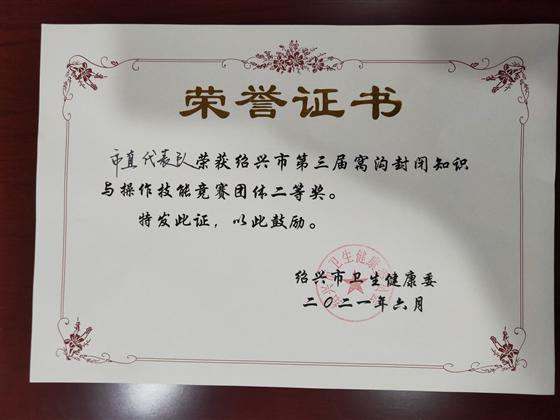 荣誉证书
市直代表队荣获绍兴市第三届窝沟封闭知识
与操作技能竞赛团体二等奖。
特发此证，以此鼓励。
绍兴市卫生健康委
二〇二一年六月